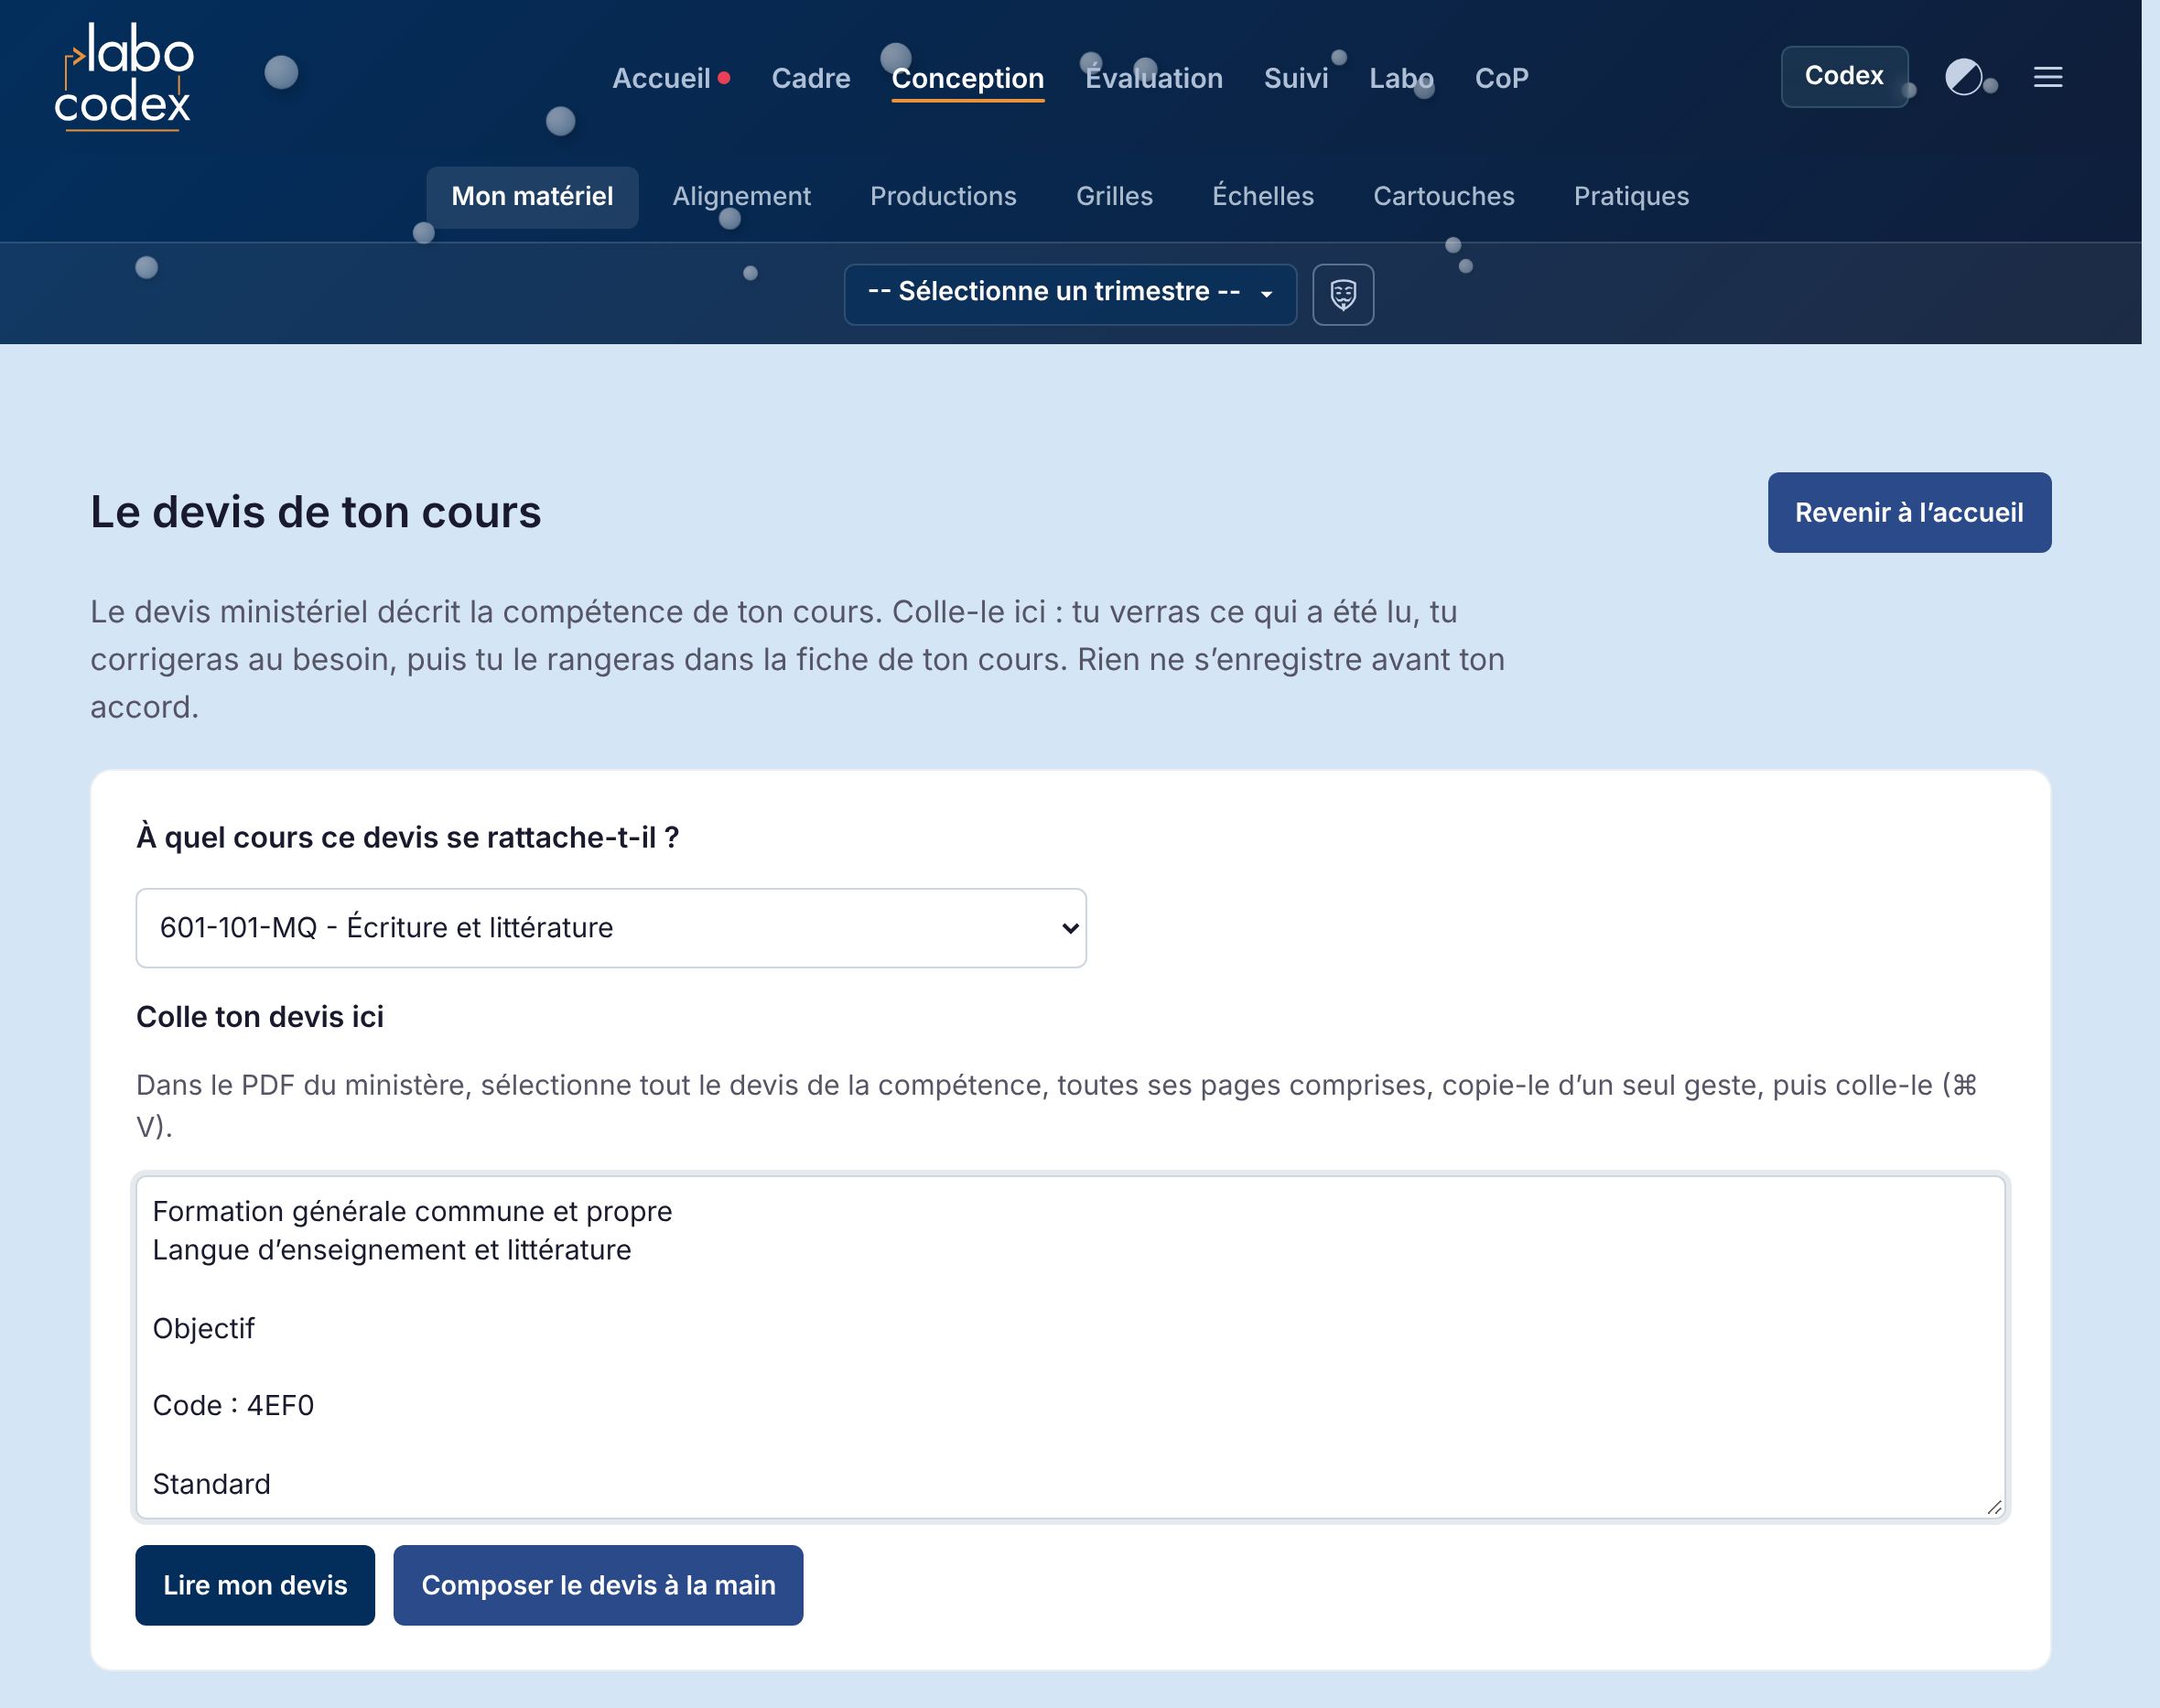 labo
codex
Accueil Cadre Conception Évaluation Suivi Labo CoP Codex
Mon matériel Alignement Productions Grilles Échelles Cartouches Pratiques
-- Sélectionne un trimestre --
Le devis de ton cours
Revenir à l’accueil
Le devis ministériel décrit la compétence de ton cours. Colle-le ici : tu verras ce qui a été lu, tu
corrigeras au besoin, puis tu le rangeras dans la fiche de ton cours. Rien ne s’enregistre avant ton
accord.
À quel cours ce devis se rattache-t-il ?
601-101-MQ - Écriture et littérature
Colle ton devis ici
Dans le PDF du ministère, sélectionne tout le devis de la compétence, toutes ses pages comprises, copie-le d’un seul geste, puis colle-le (⌘
V).
Formation générale commune et propre
Langue d’enseignement et littérature
Objectif
Code : 4EF0
Standard
Lire mon devis Composer le devis à la main